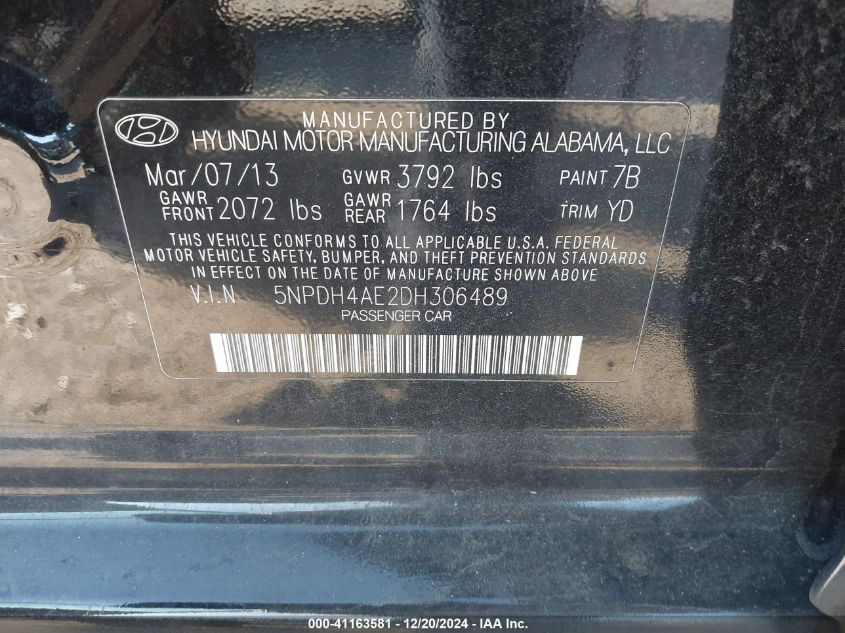 MANUFACTURED BY
HYUNDAI MOTOR MANUFACTURING ALABAMA, LLC
Mar/07/13 GVWR 3792 lbs PAINT 7B
GAWR FRONT 2072 lbs GAWR REAR 1764 lbs TRIM YD
THIS VEHICLE CONFORMS TO ALL APPLICABLE U.S.A. FEDERAL
MOTOR VEHICLE SAFETY, BUMPER, AND THEFT PREVENTION STANDARDS
IN EFFECT ON THE DATE OF MANUFACTURE SHOWN ABOVE
V.I.N 5NPDH4AE2DH306489
PASSENGER CAR
000-41163581 - 12/20/2024 - IAA Inc.